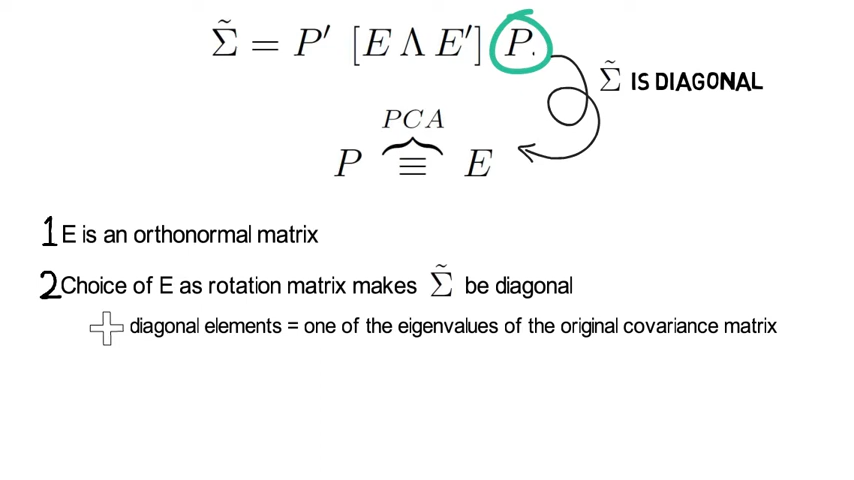 Σ̃ = P′ [E Λ E′] P.
Σ̃ IS DIAGONAL
PCA
P ≡ E
1 E is an orthonormal matrix
2 Choice of E as rotation matrix makes Σ̃ be diagonal
diagonal elements = one of the eigenvalues of the original covariance matrix